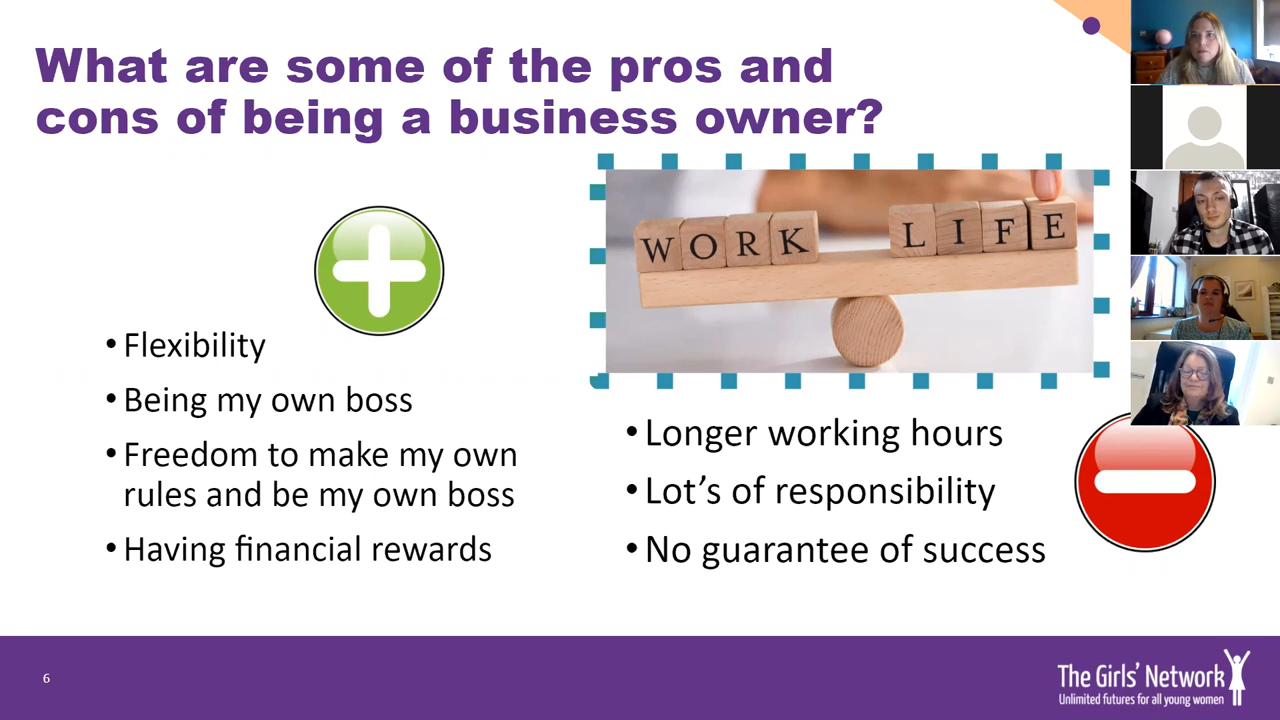 What are some of the pros and
cons of being a business owner?
WORK LIFE
• Flexibility
• Being my own boss
• Freedom to make my own
rules and be my own boss
• Having financial rewards
• Longer working hours
• Lot’s of responsibility
• No guarantee of success
6
The Girls’ Network
Unlimited futures for all young women